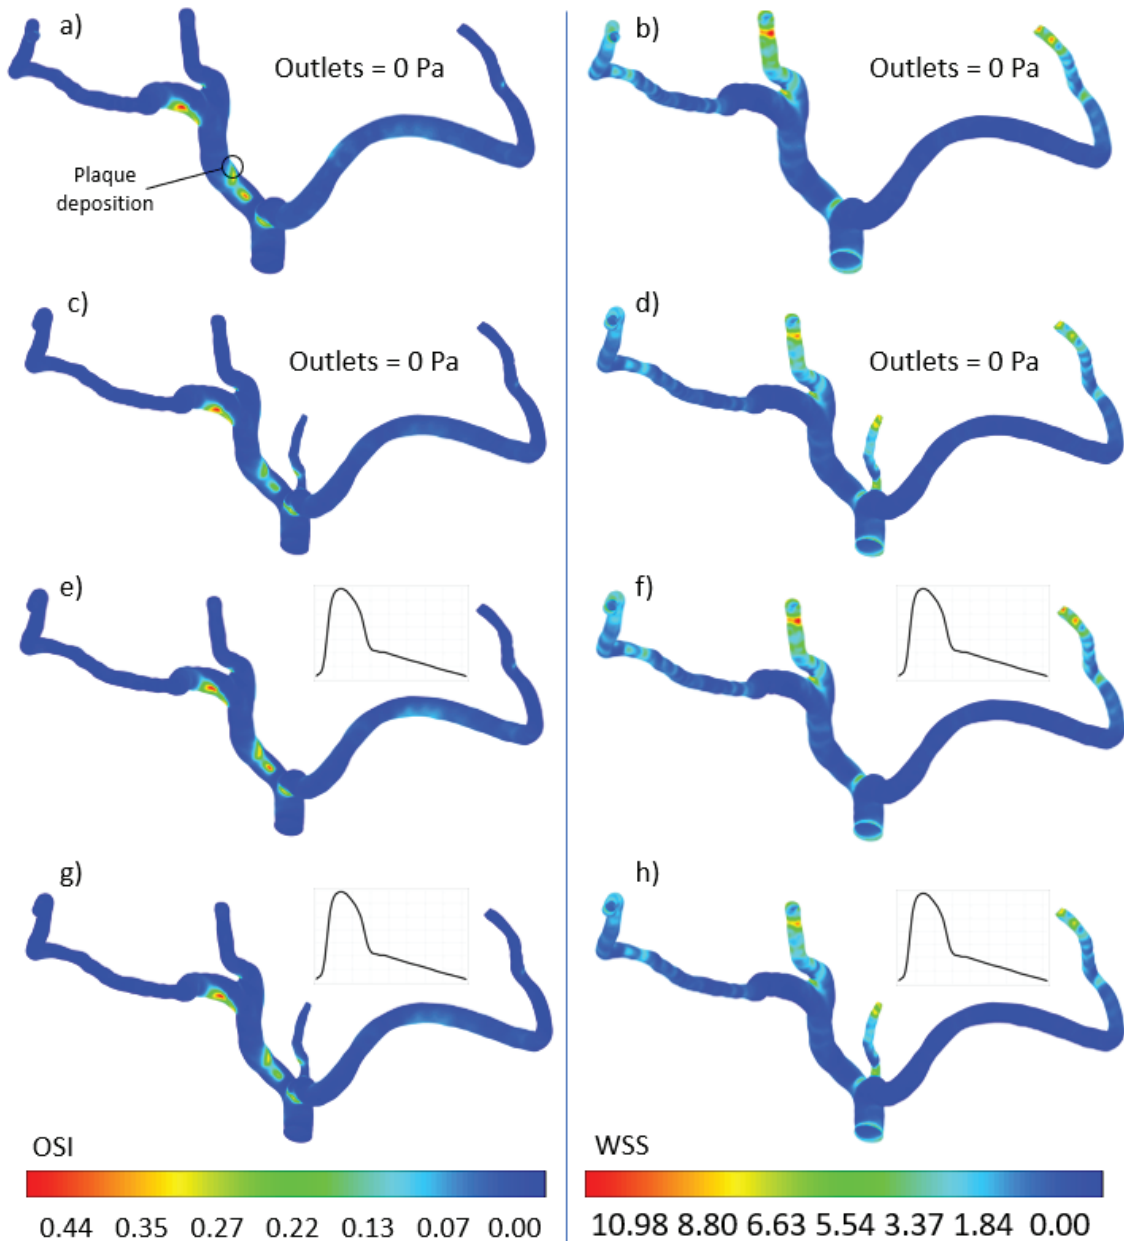 a)
b)
Outlets = 0 Pa
Outlets = 0 Pa
Plaque
deposition
c)
d)
Outlets = 0 Pa
Outlets = 0 Pa
e)
f)
g)
h)
OSI
WSS
0.44 0.35 0.27 0.22 0.13 0.07 0.00
10.98 8.80 6.63 5.54 3.37 1.84 0.00